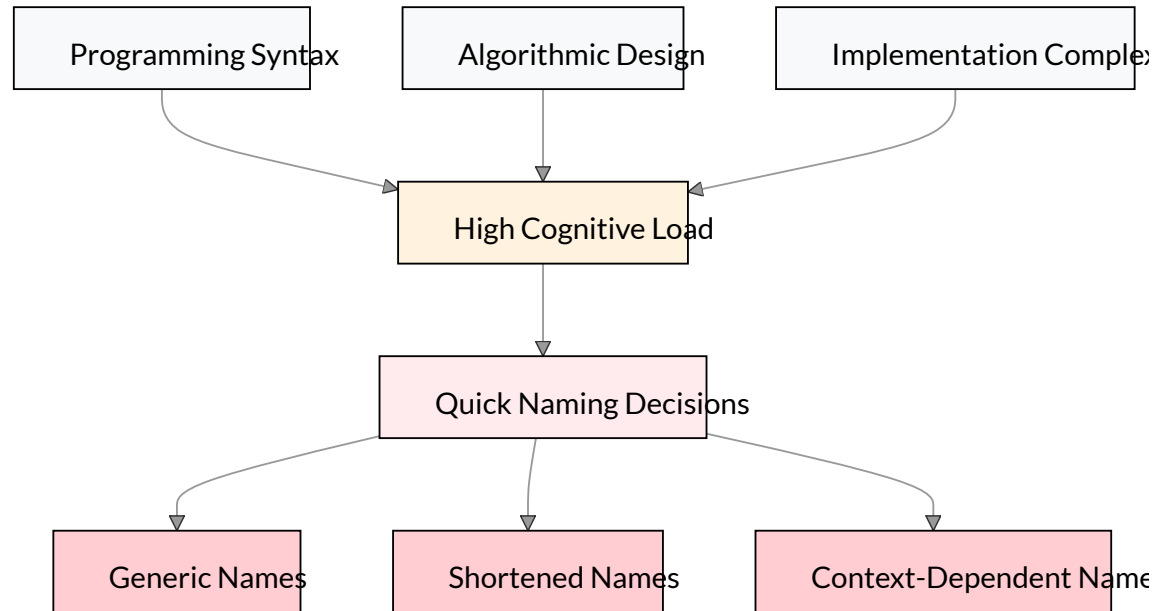 Programming Syntax
Algorithmic Design
Implementation Complex
High Cognitive Load
Quick Naming Decisions
Generic Names
Shortened Names
Context-Dependent Name